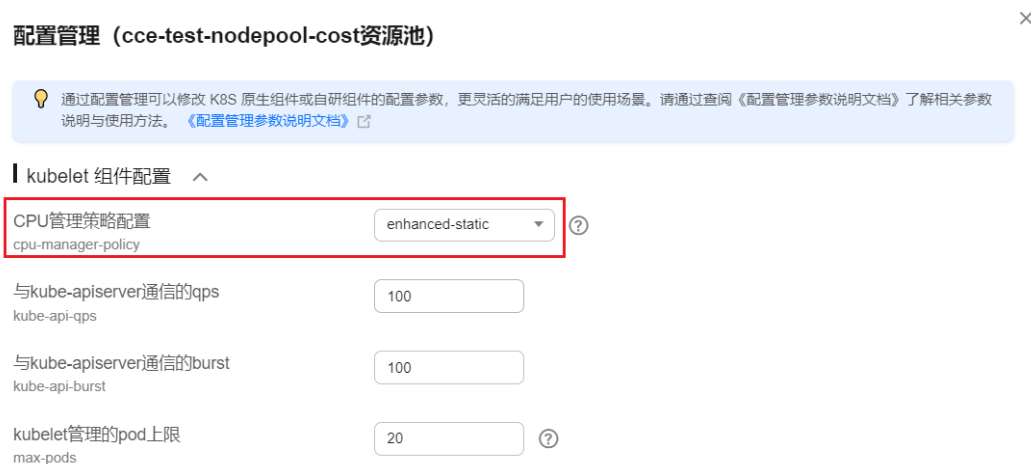 配置管理（cce-test-nodepool-cost资源池）
通过配置管理可以修改 K8S 原生组件或自研组件的配置参数，更灵活的满足用户的使用场景。请通过查阅《配置管理参数说明文档》了解相关参数
说明与使用方法。 《配置管理参数说明文档》
kubelet 组件配置
CPU管理策略配置
enhanced-static
cpu-manager-policy
与kube-apiserver通信的qps
100
kube-api-qps
与kube-apiserver通信的burst
100
kube-api-burst
kubelet管理的pod上限
20
max-pods